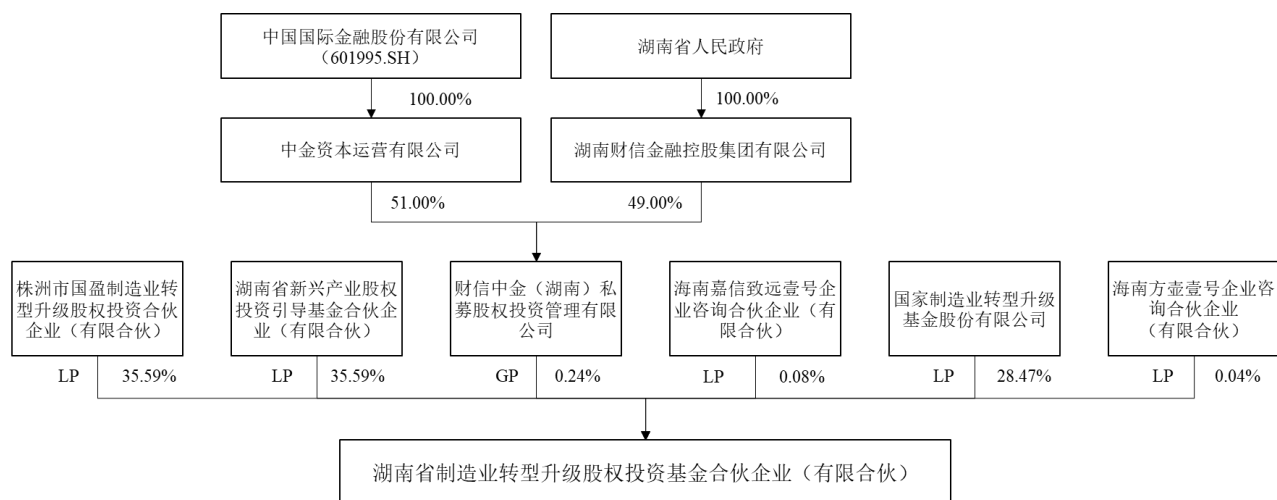 中国国际金融股份有限公司
（601995.SH）
湖南省人民政府
100.00%
100.00%
中金资本运营有限公司
湖南财信金融控股集团有限公司
51.00%
49.00%
株洲市国盈制造业转
型升级股权投资合伙
企业（有限合伙）
湖南省新兴产业股权
投资引导基金合伙企
业（有限合伙）
财信中金（湖南）私
募股权投资管理有限
公司
海南嘉信致远壹号企
业咨询合伙企业（有
限合伙）
国家制造业转型升级
基金股份有限公司
海南方壶壹号企业咨
询合伙企业
（有限合伙）
LP 35.59%
LP 35.59%
GP 0.24%
LP 0.08%
LP 28.47%
LP 0.04%
湖南省制造业转型升级股权投资基金合伙企业（有限合伙）